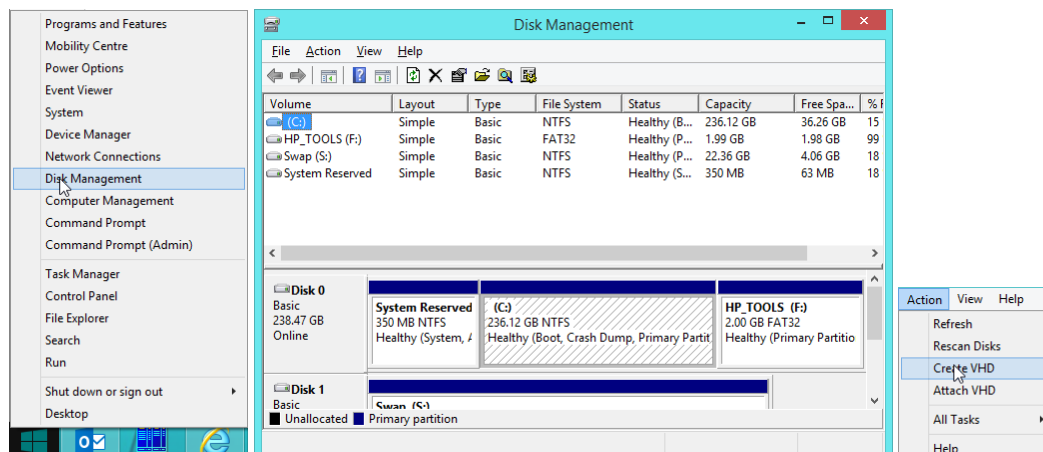 Programs and Features
Mobility Centre
Power Options
Event Viewer
System
Device Manager
Network Connections
Disk Management
Computer Management
Command Prompt
Command Prompt (Admin)
Task Manager
Control Panel
File Explorer
Search
Run
Shut down or sign out
Desktop
Disk Management
File Action View Help
Volume Layout Type File System Status Capacity Free Spa... % F
(C:) Simple Basic NTFS Healthy (B... 236.12 GB 36.26 GB 15
HP_TOOLS (F:) Simple Basic FAT32 Healthy (P... 1.99 GB 1.98 GB 99
Swap (S:) Simple Basic NTFS Healthy (P... 22.36 GB 4.06 GB 18
System Reserved Simple Basic NTFS Healthy (S... 350 MB 63 MB 18
Disk 0
Basic
238.47 GB
Online
System Reserved
350 MB NTFS
Healthy (System, A
(C:)
236.12 GB NTFS
Healthy (Boot, Crash Dump, Primary Partit
HP_TOOLS (F:)
2.00 GB FAT32
Healthy (Primary Partitio
Disk 1
Basic
Swap (S:)
Unallocated Primary partition
Action View Help
Refresh
Rescan Disks
Create VHD
Attach VHD
All Tasks
Help